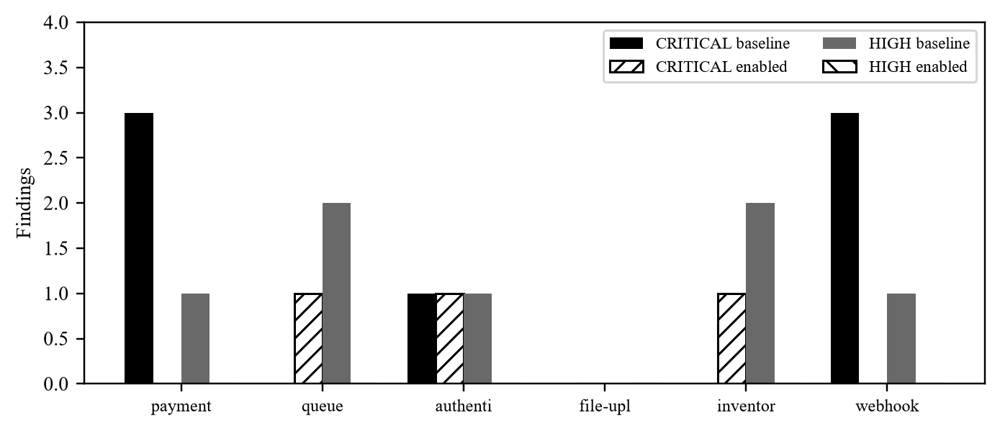 4.0
3.5
3.0
2.5
2.0
1.5
1.0
0.5
0.0
Findings
CRITICAL baseline
CRITICAL enabled
HIGH baseline
HIGH enabled
payment
queue
authenti
file-upl
inventor
webhook